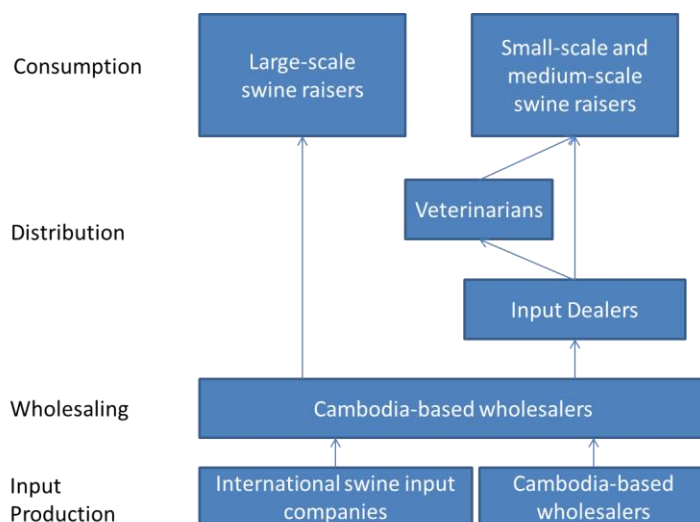 Consumption
Large-scale
swine raisers
Small-scale and
medium-scale
swine raisers
Distribution
Veterinarians
Input Dealers
Wholesaling
Cambodia-based wholesalers
Input
Production
International swine input
companies
Cambodia-based
wholesalers